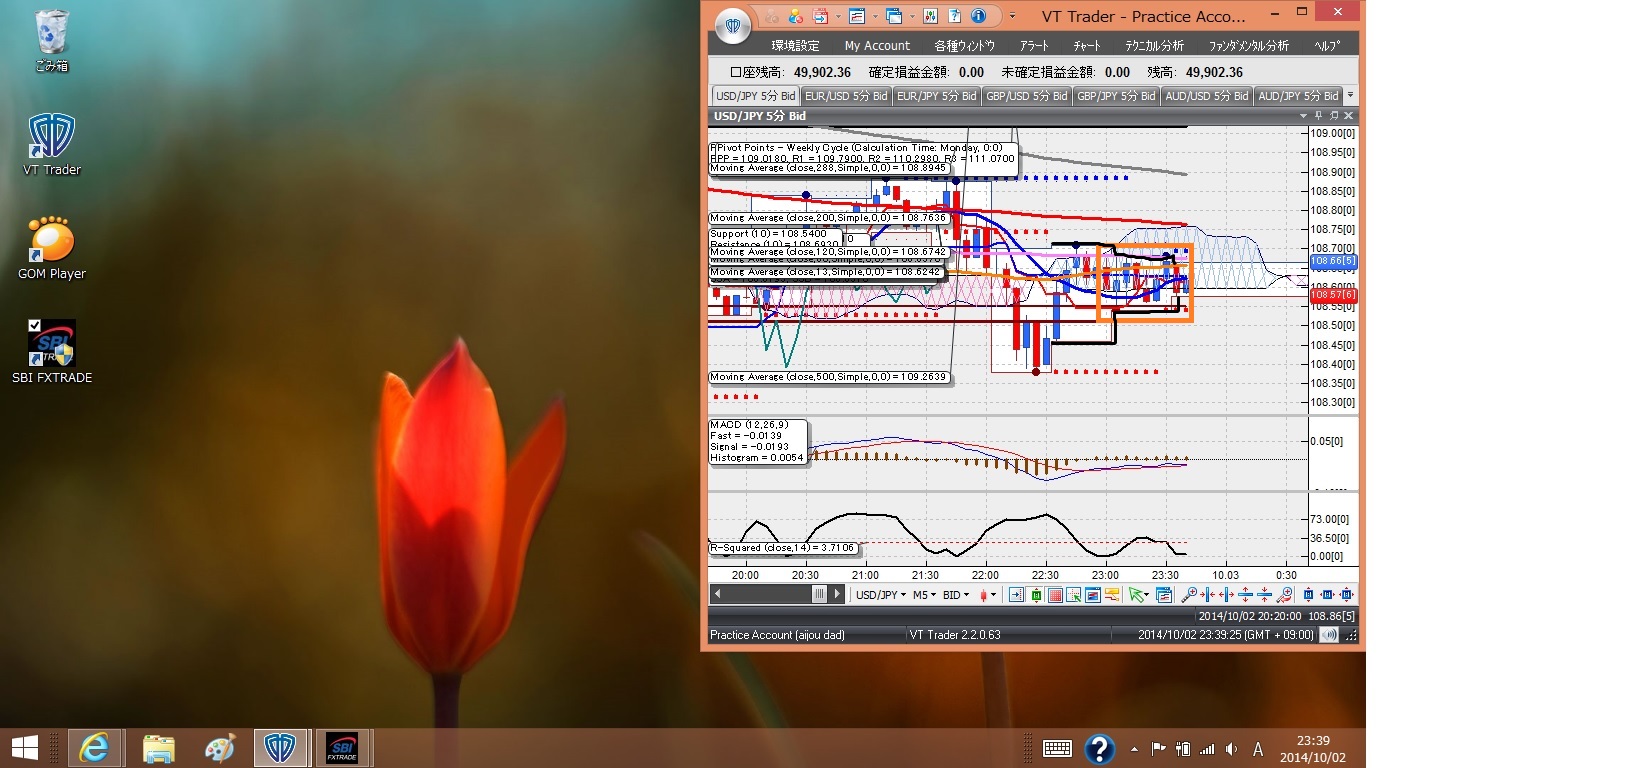 ごみ箱
VT Trader
GOM Player
SBI
SBI FXTRADE
VT Trader - Practice Acco...
環境設定 My Account 各種ウィンドウ アラート チャート テクニカル分析 ファンダメンタル分析 ヘルプ
口座残高: 49,902.36 確定損益金額: 0.00 未確定損益金額: 0.00 残高: 49,902.36
USD/JPY 5分 Bid EUR/USD 5分 Bid EUR/JPY 5分 Bid GBP/USD 5分 Bid GBP/JPY 5分 Bid AUD/USD 5分 Bid AUD/JPY 5分 Bid
USD/JPY 5分 Bid
Pivot Points - Weekly Cycle (Calculation Time: Monday, 0:0)
PP = 109.0180, R1 = 109.7900, R2 = 110.2980, R3 = 111.0700
Moving Average (close,288,Simple,0,0) = 108.8945
Moving Average (close,200,Simple,0,0) = 108.7636
Support (10) = 108.5400
Resistance (10) = 108.6930
Moving Average (close,120,Simple,0,0) = 108.6742
Moving Average (close,13,Simple,0,0) = 108.6242
Moving Average (close,500,Simple,0,0) = 109.2639
109.00[0]
108.95[0]
108.90[0]
108.85[0]
108.80[0]
108.75[0]
108.70[0]
108.66[5]
108.60[0]
108.57[6]
108.55[0]
108.50[0]
108.45[0]
108.40[0]
108.35[0]
108.30[0]
MACD (12,26,9)
Fast = -0.0139
Signal = -0.0193
Histogram = 0.0054
0.05[0]
R-Squared (close,14) = 3.7106
73.00[0]
36.50[0]
0.00[0]
20:00 20:30 21:00 21:30 22:00 22:30 23:00 23:30 10.03 0:30
USD/JPY M5 BID
2014/10/02 20:20:00 108.86[5]
Practice Account (aijou dad) VT Trader 2.2.0.63 2014/10/02 23:39:25 (GMT + 09:00)
SBI
FXTRADE
A
23:39
2014/10/02